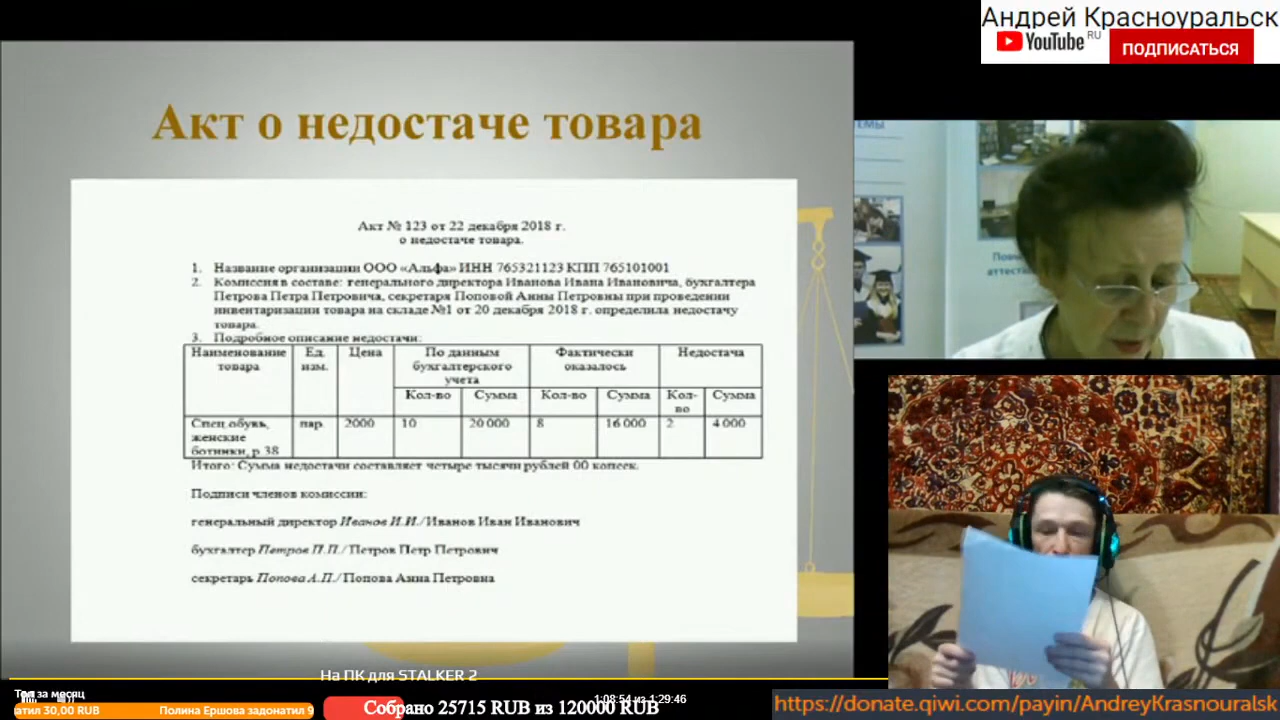 Андрей Красноуральск
YouTube RU
ПОДПИСАТЬСЯ
Акт о недостаче товара
Акт № 123 от 22 декабря 2018 г.
о недостаче товара.
1. Название организации ООО «Альфа» ИНН 765321123 КПП 765101001
2. Комиссия в составе: генерального директора Иванова Ивана Ивановича, бухгалтера
Петрова Петра Петровича, секретаря Поповой Анны Петровны при проведении
инвентаризации товара на складе №1 от 20 декабря 2018 г. определила недостачу
товара.
3. Подробное описание недостачи:
Наименование товара Ед. изм. Цена По данным бухгалтерского учета Фактически оказалось Недостача
Кол-во Сумма Кол-во Сумма Кол-во Сумма
Спец.обувь, женские ботинки, р 38 пар. 2000 10 20 000 8 16 000 2 4 000
Итого: Сумма недостачи составляет четыре тысячи рублей 00 копеек.
Подписи членов комиссии:
генеральный директор Иванов И.И./ Иванов Иван Иванович
бухгалтер Петров П.П./ Петров Петр Петрович
секретарь Попова А.П./ Попова Анна Петровна
На ПК для STALKER 2
Топ за месяц
атил 30,00 RUB Полина Ершова задонатил 9
Собрано 25715 RUB из 120000 RUB
1:08:54 из 1:29:46
https://donate.qiwi.com/payin/AndreyKrasnouralsk